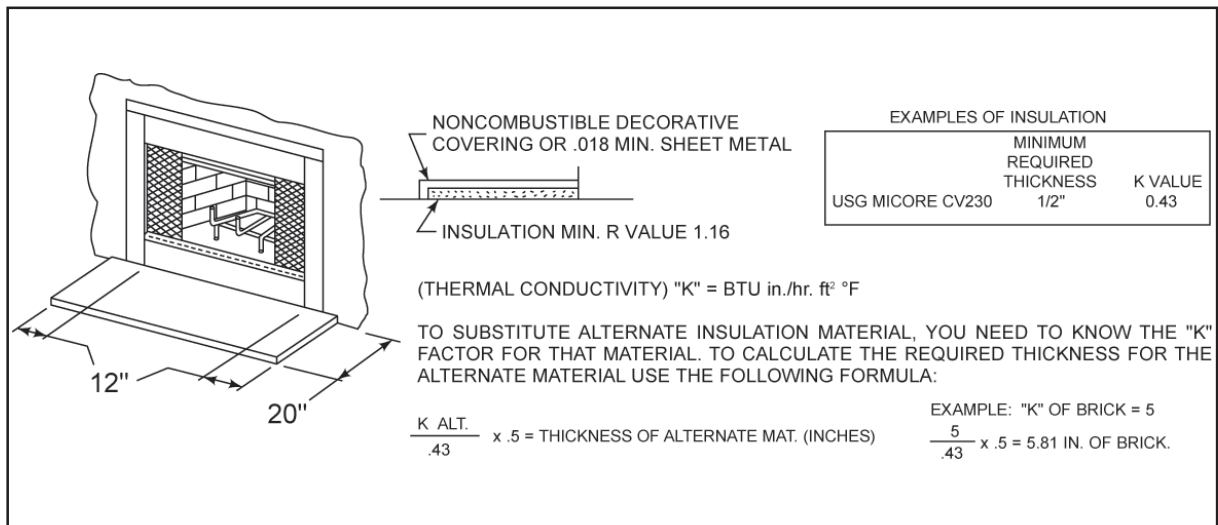 NONCOMBUSTIBLE DECORATIVE
COVERING OR .018 MIN. SHEET METAL
INSULATION MIN. R VALUE 1.16
EXAMPLES OF INSULATION
MINIMUM
REQUIRED
THICKNESS K VALUE
USG MICORE CV230 1/2" 0.43
(THERMAL CONDUCTIVITY) "K" = BTU in./hr. ft² °F
TO SUBSTITUTE ALTERNATE INSULATION MATERIAL, YOU NEED TO KNOW THE "K"
FACTOR FOR THAT MATERIAL. TO CALCULATE THE REQUIRED THICKNESS FOR THE
ALTERNATE MATERIAL USE THE FOLLOWING FORMULA:
K ALT.
.43
x .5 = THICKNESS OF ALTERNATE MAT. (INCHES)
EXAMPLE: "K" OF BRICK = 5
5
.43
x .5 = 5.81 IN. OF BRICK.
12"
20"